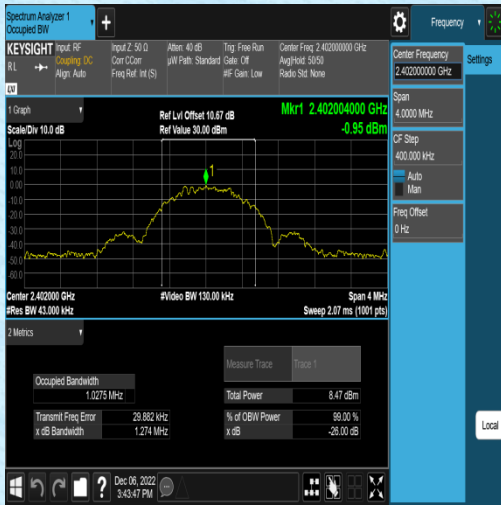 Spectrum Analyzer 1
Occupied BW
+
Frequency
KEYSIGHT
RL
Input: RF
Coupling: DC
Align: Auto
Input Z: 50 Ω
Corr CCorr
Freq Ref: Int (S)
Atten: 40 dB
µW Path: Standard
Trig: Free Run
Gate: Off
#IF Gain: Low
Center Freq: 2.402000000 GHz
Avg|Hold: 50/50
Radio Std: None
LXI
Center Frequency
2.402000000 GHz
Settings
Span
4.0000 MHz
CF Step
400.000 kHz
Auto
Man
Freq Offset
0 Hz
Local
1 Graph
Scale/Div 10.0 dB
Ref Lvl Offset 10.67 dB
Ref Value 30.00 dBm
Mkr1 2.402004000 GHz
-0.95 dBm
Log
20.0
10.0
0.00
-10.0
-20.0
-30.0
-40.0
-50.0
-60.0
1
Center 2.402000 GHz
#Res BW 43.000 kHz
#Video BW 130.00 kHz
Span 4 MHz
Sweep 2.07 ms (1001 pts)
2 Metrics
Measure Trace
Trace 1
Occupied Bandwidth
1.0275 MHz
Total Power
8.47 dBm
Transmit Freq Error
29.882 kHz
% of OBW Power
99.00 %
x dB Bandwidth
1.274 MHz
x dB
-26.00 dB
?
Dec 06, 2022
3:43:47 PM